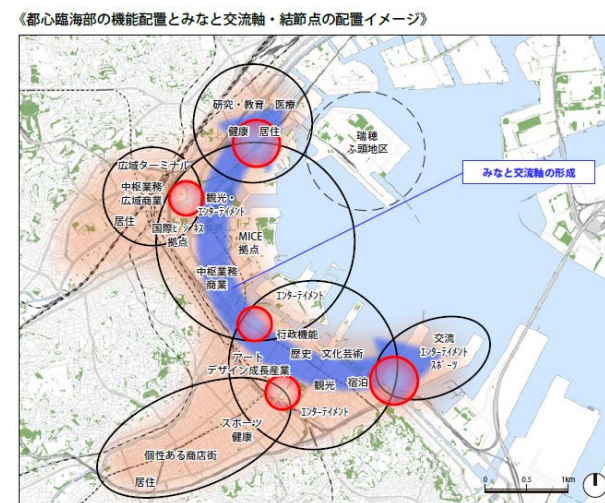 《都心臨海部の機能配置とみなと交流軸・結節点の配置イメージ》
研究・教育 医療
健康 居住
瑞穂
ふ頭地区
広域ターミナル
中枢業務
広域商業
居住
観光・
エンターテイメント
国際ビジネス
拠点
みなと交流軸の形成
MICE
拠点
中枢業務
商業
エンターテイメント
行政機能
交流
エンターテイメント
スポーツ
歴史 文化芸術
アート
デザイン成長産業
観光 宿泊
エンターテイメント
スポーツ
健康
個性ある商店街
居住
0 0.5 1km